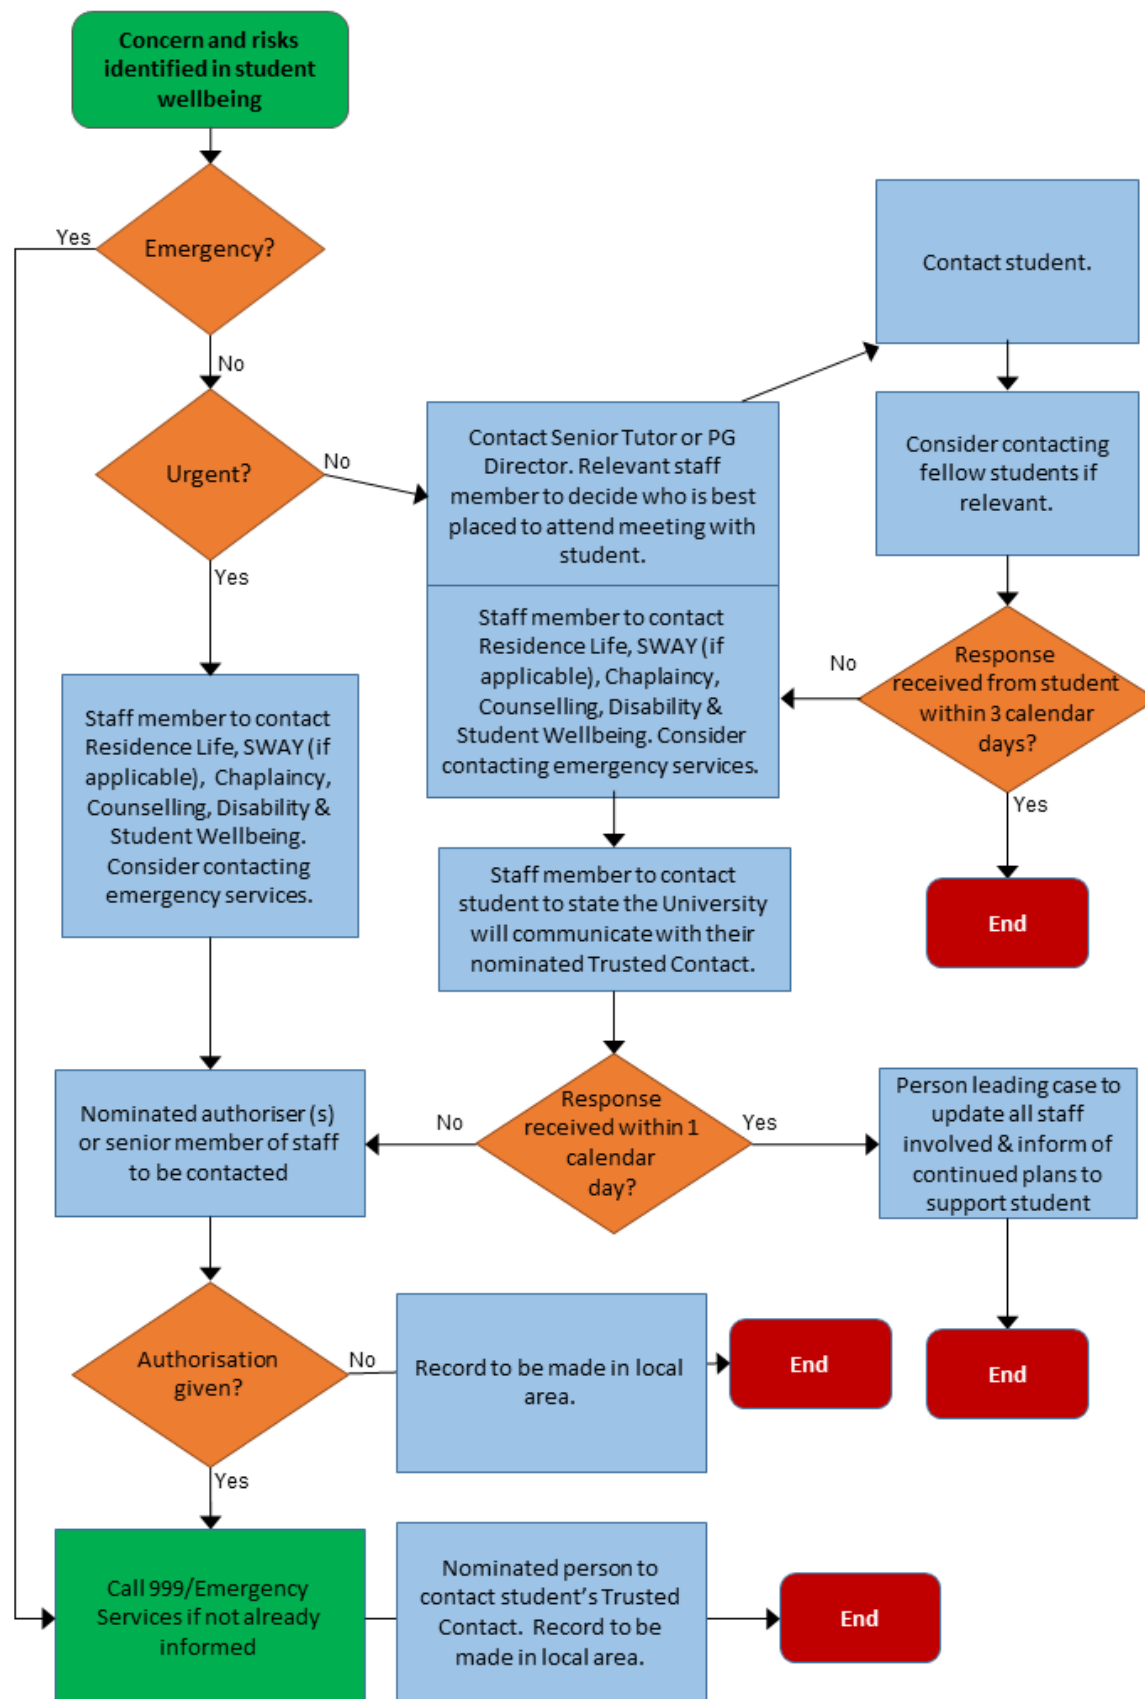 Concern and risks
identified in student
wellbeing
Yes
Emergency?
No
Contact student.
Urgent?
No
Contact Senior Tutor or PG
Director. Relevant staff
member to decide who is best
placed to attend meeting with
student.
Consider contacting
fellow students if
relevant.
Yes
Staff member to contact
Residence Life, SWAY (if
applicable), Chaplaincy,
Counselling, Disability &
Student Wellbeing. Consider
contacting emergency services.
No
Response
received from student
within 3 calendar
days?
Yes
End
Staff member to contact
Residence Life, SWAY (if
applicable), Chaplaincy,
Counselling, Disability &
Student Wellbeing.
Consider contacting
emergency services.
Staff member to contact
student to state the University
will communicate with their
nominated Trusted Contact.
Nominated authoriser (s)
or senior member of staff
to be contacted
No
Response
received within 1
calendar
day?
Yes
Person leading case to
update all staff
involved & inform of
continued plans to
support student
End
Authorisation
given?
No
Record to be made in local
area.
End
Yes
Call 999/Emergency
Services if not already
informed
Nominated person to
contact student's Trusted
Contact. Record to be
made in local area.
End